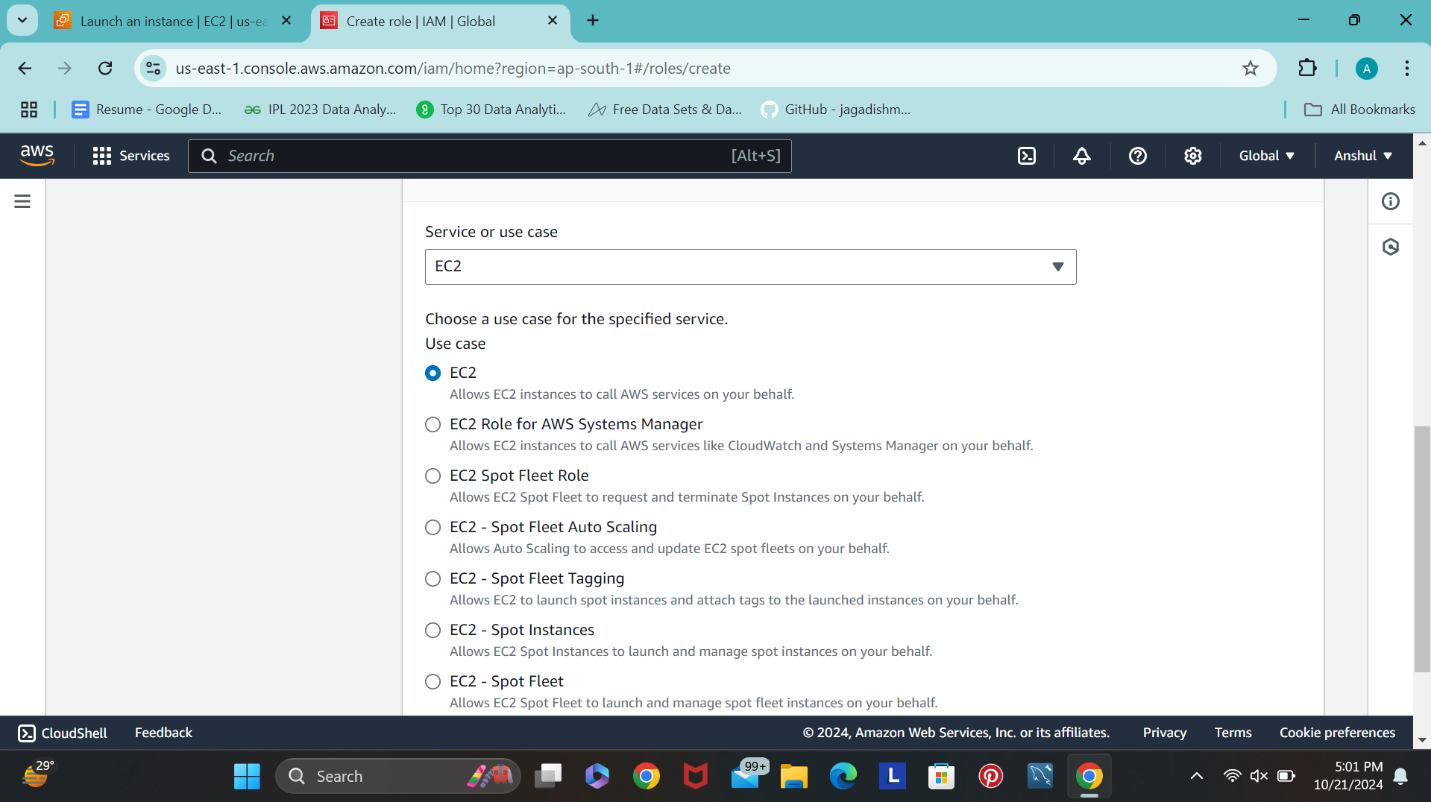 Launch an instance | EC2 | us-ea
Create role | IAM | Global
us-east-1.console.aws.amazon.com/iam/home?region=ap-south-1#/roles/create
A
Resume - Google D...
IPL 2023 Data Analy...
Top 30 Data Analyti...
Free Data Sets & Da...
GitHub - jagadishm...
All Bookmarks
aws
Services
Search
[Alt+S]
Global
Anshul
Service or use case
EC2
Choose a use case for the specified service.
Use case
EC2
Allows EC2 instances to call AWS services on your behalf.
EC2 Role for AWS Systems Manager
Allows EC2 instances to call AWS services like CloudWatch and Systems Manager on your behalf.
EC2 Spot Fleet Role
Allows EC2 Spot Fleet to request and terminate Spot Instances on your behalf.
EC2 - Spot Fleet Auto Scaling
Allows Auto Scaling to access and update EC2 spot fleets on your behalf.
EC2 - Spot Fleet Tagging
Allows EC2 to launch spot instances and attach tags to the launched instances on your behalf.
EC2 - Spot Instances
Allows EC2 Spot Instances to launch and manage spot instances on your behalf.
EC2 - Spot Fleet
Allows EC2 Spot Fleet to launch and manage spot fleet instances on your behalf.
CloudShell
Feedback
© 2024, Amazon Web Services, Inc. or its affiliates.
Privacy
Terms
Cookie preferences
29°
Search
99+
L
5:01 PM
10/21/2024